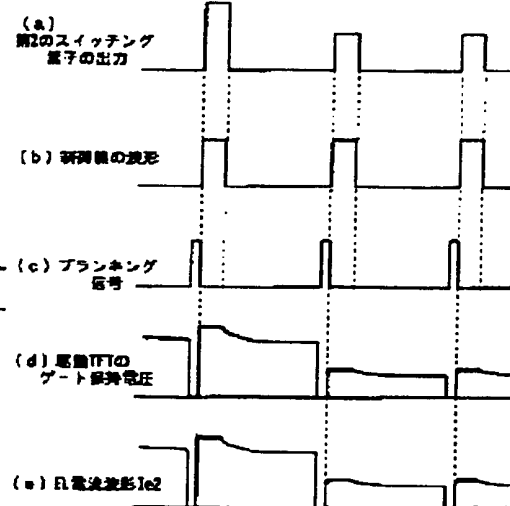 (a)
第2のスイッチング
素子の出力
(b) 制御線の波形
(c) ブランキング
信号
(d) 駆動TFTの
ゲート保持電圧
(e) EL電流波形Ie2